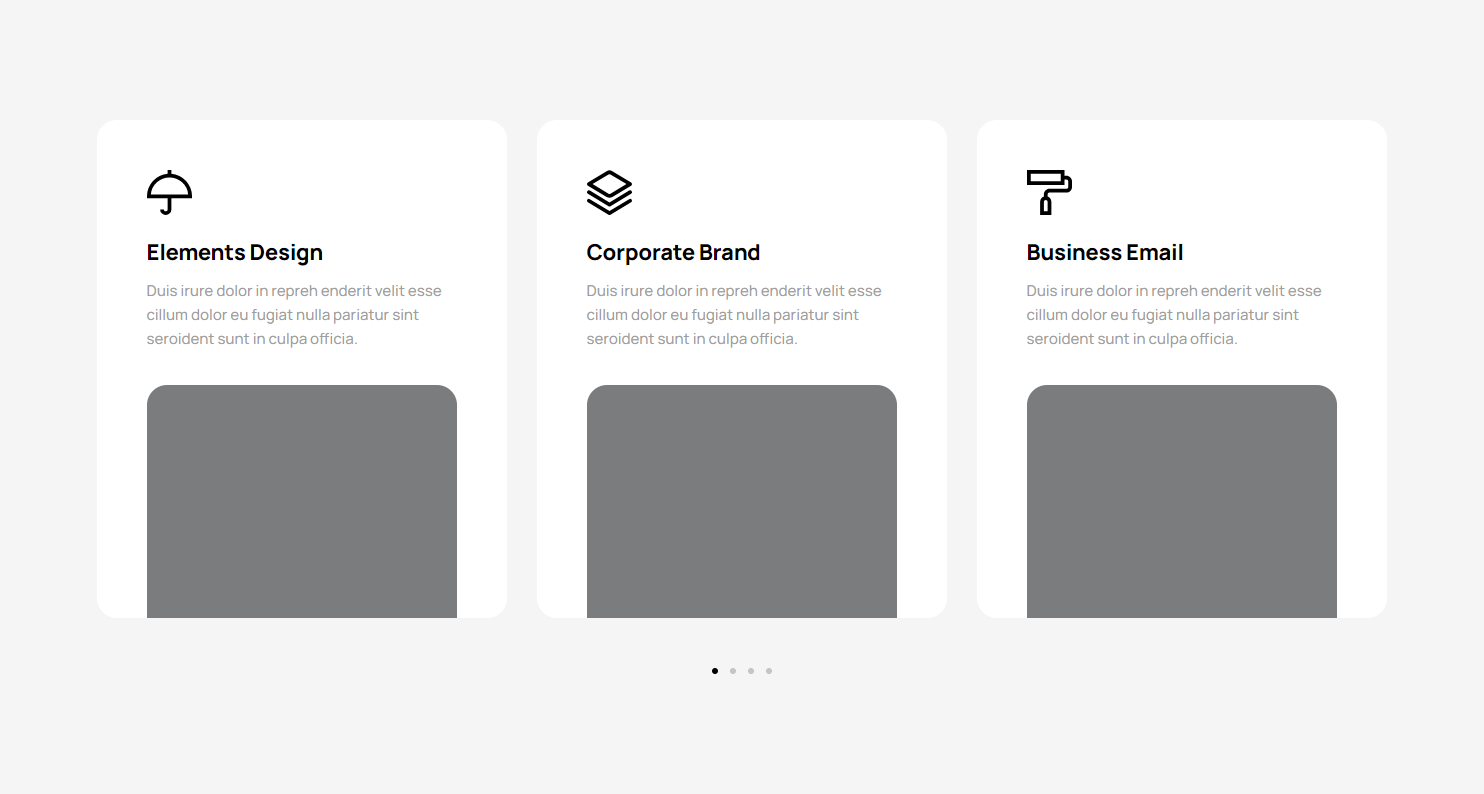 Elements Design
Duis irure dolor in repreh enderit velit esse
cillum dolor eu fugiat nulla pariatur sint
seroident sunt in culpa officia.
Corporate Brand
Duis irure dolor in repreh enderit velit esse
cillum dolor eu fugiat nulla pariatur sint
seroident sunt in culpa officia.
Business Email
Duis irure dolor in repreh enderit velit esse
cillum dolor eu fugiat nulla pariatur sint
seroident sunt in culpa officia.